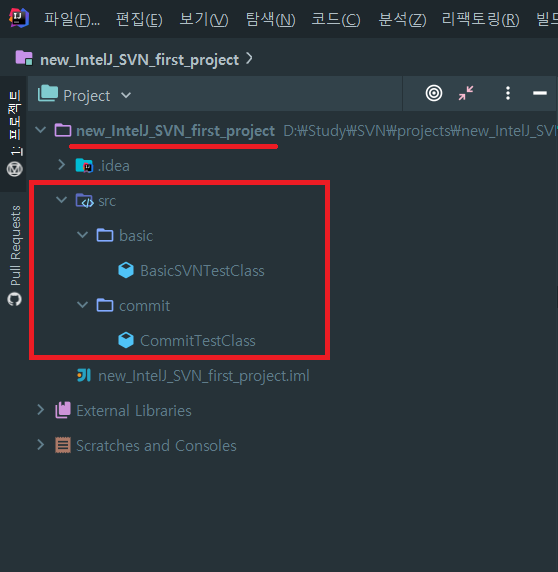 파일(F)... 편집(E) 보기(V) 탐색(N) 코드(C) 분석(Z) 리팩토링(R) 빌드
new_IntelJ_SVN_first_project
Project
new_IntelJ_SVN_first_project D:₩Study₩SVN₩projects₩new_IntelJ_SVN
.idea
src
basic
BasicSVNTestClass
commit
CommitTestClass
new_IntelJ_SVN_first_project.iml
External Libraries
Scratches and Consoles
1: 프로젝트
Pull Requests